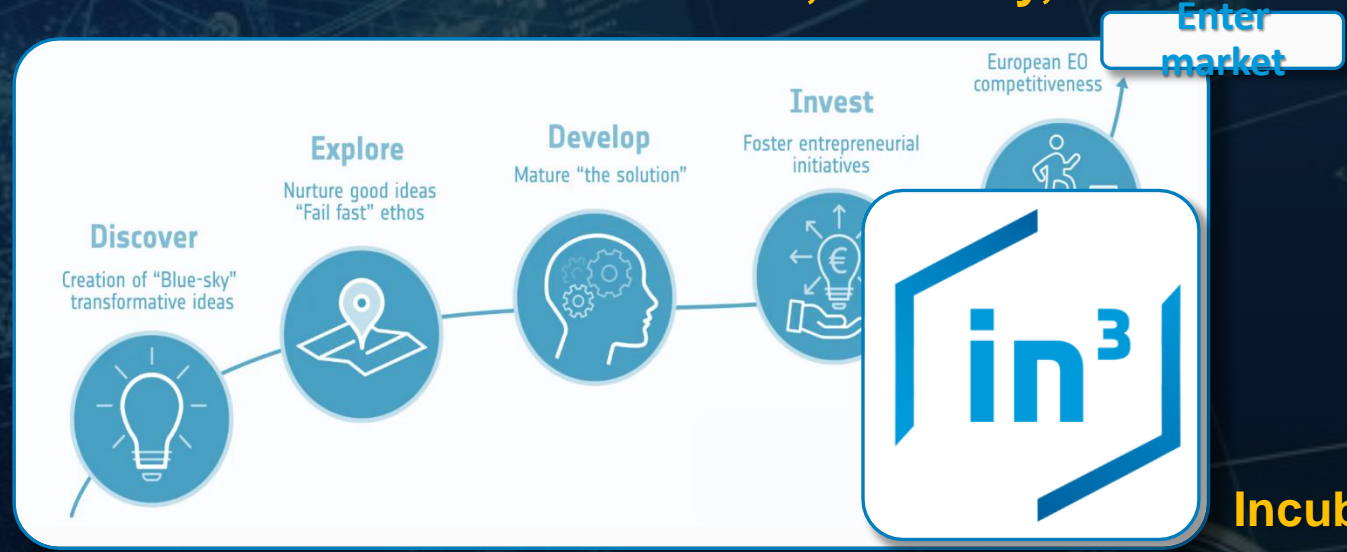 Enter
market
European EO
competitiveness
Invest
Foster entrepreneurial
initiatives
Develop
Mature “the solution”
Explore
Nurture good ideas
“Fail fast” ethos
Discover
Creation of “Blue-sky”
transformative ideas
€
in³